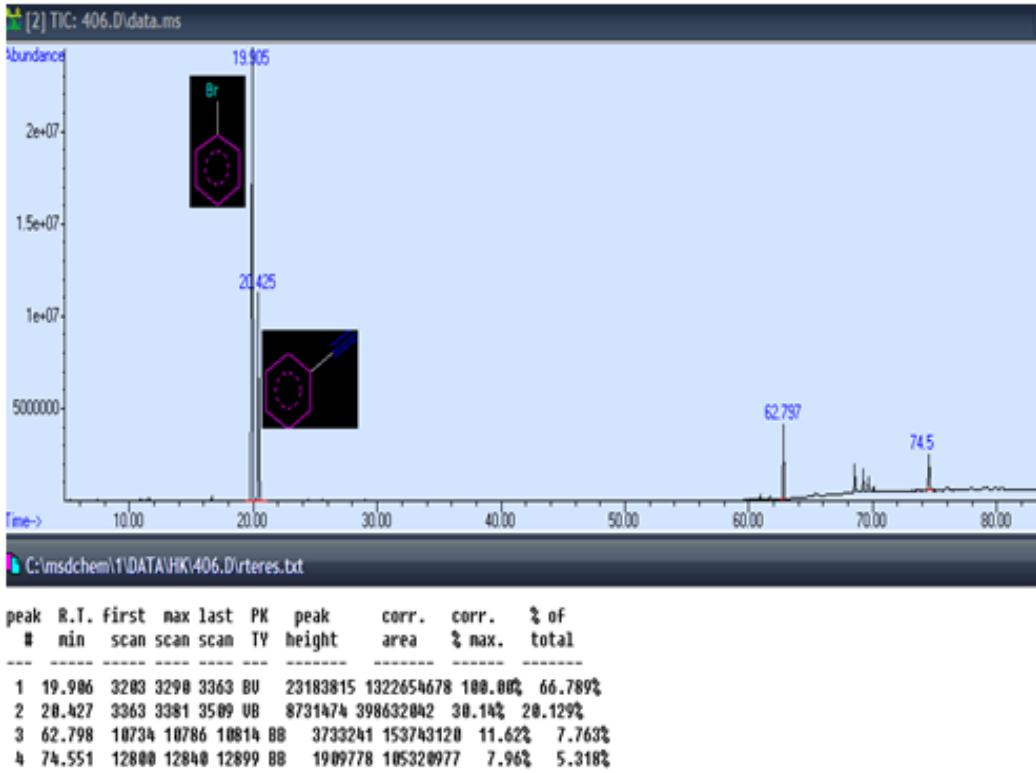 [2] TIC: 406.D\data.ms
Abundance
19.905
Br
2e+07
1.5e+07
20.425
1e+07
5000000
62.797
74.5
Time-->
10.00 20.00 30.00 40.00 50.00 60.00 70.00 80.00
C:\msdchem\1\DATA\HK\406.D\rteres.txt
peak R.T. first max last PK peak corr. corr. % of
# min scan scan scan TY height area % max. total
--- ----- ----- ---- ---- --- ------- ------- ------ -------
1 19.906 3203 3290 3363 BV 23183815 1322654678 100.00% 66.789%
2 20.427 3363 3381 3509 VB 8731474 398632042 30.14% 20.129%
3 62.798 10734 10786 10814 BB 3733241 153743120 11.62% 7.763%
4 74.551 12800 12840 12899 BB 1909778 105320977 7.96% 5.318%